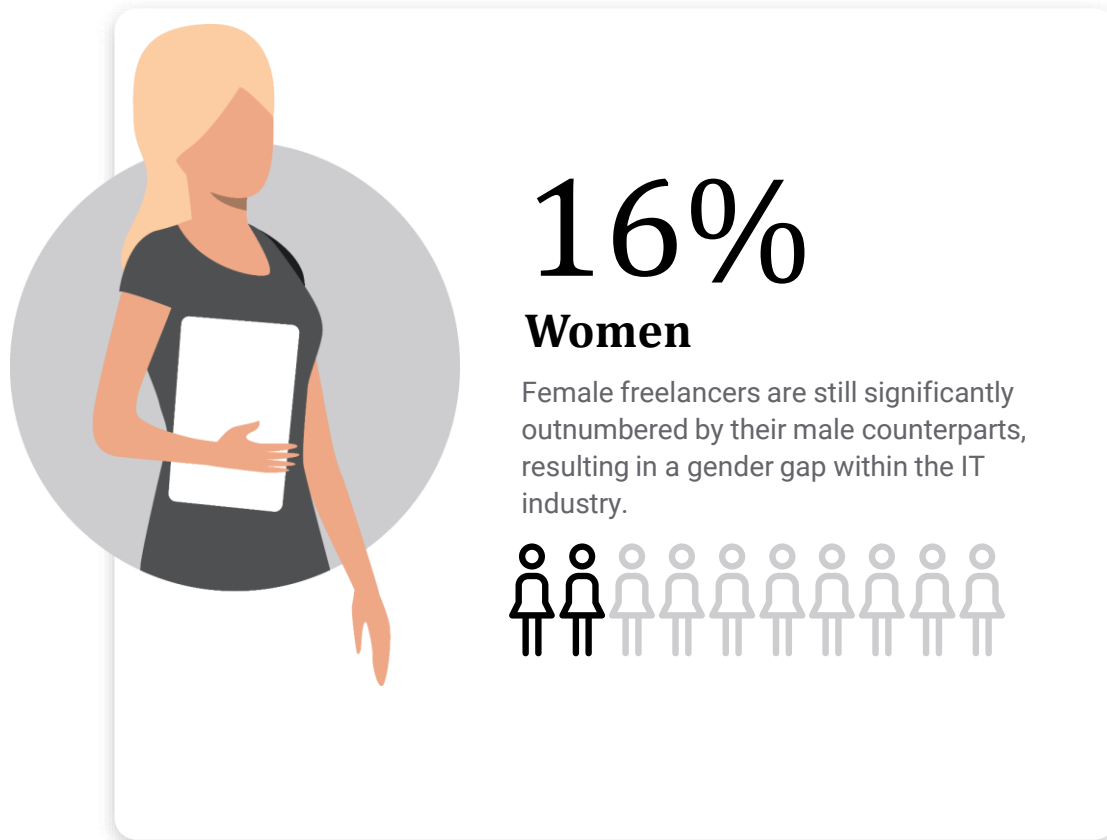 16%
Women
Female freelancers are still significantly
outnumbered by their male counterparts,
resulting in a gender gap within the IT
industry.